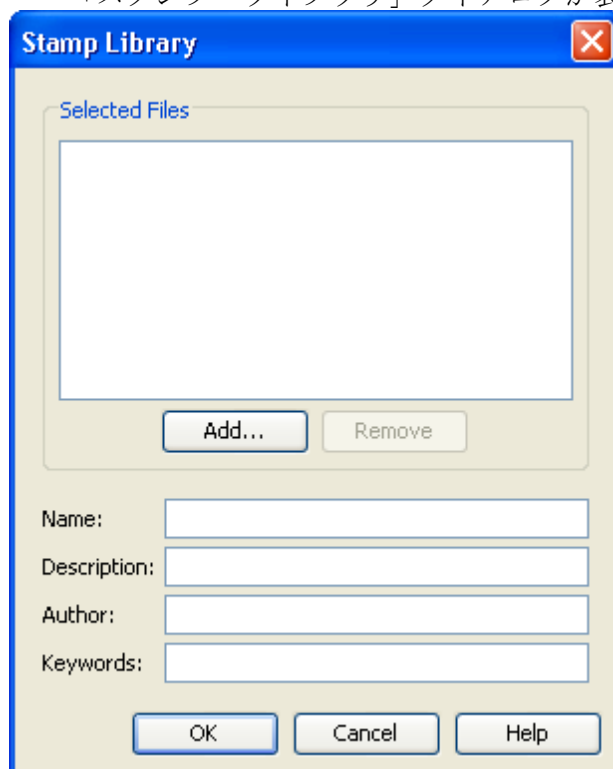 Stamp Library
Selected Files
Add...
Remove
Name:
Description:
Author:
Keywords:
OK
Cancel
Help